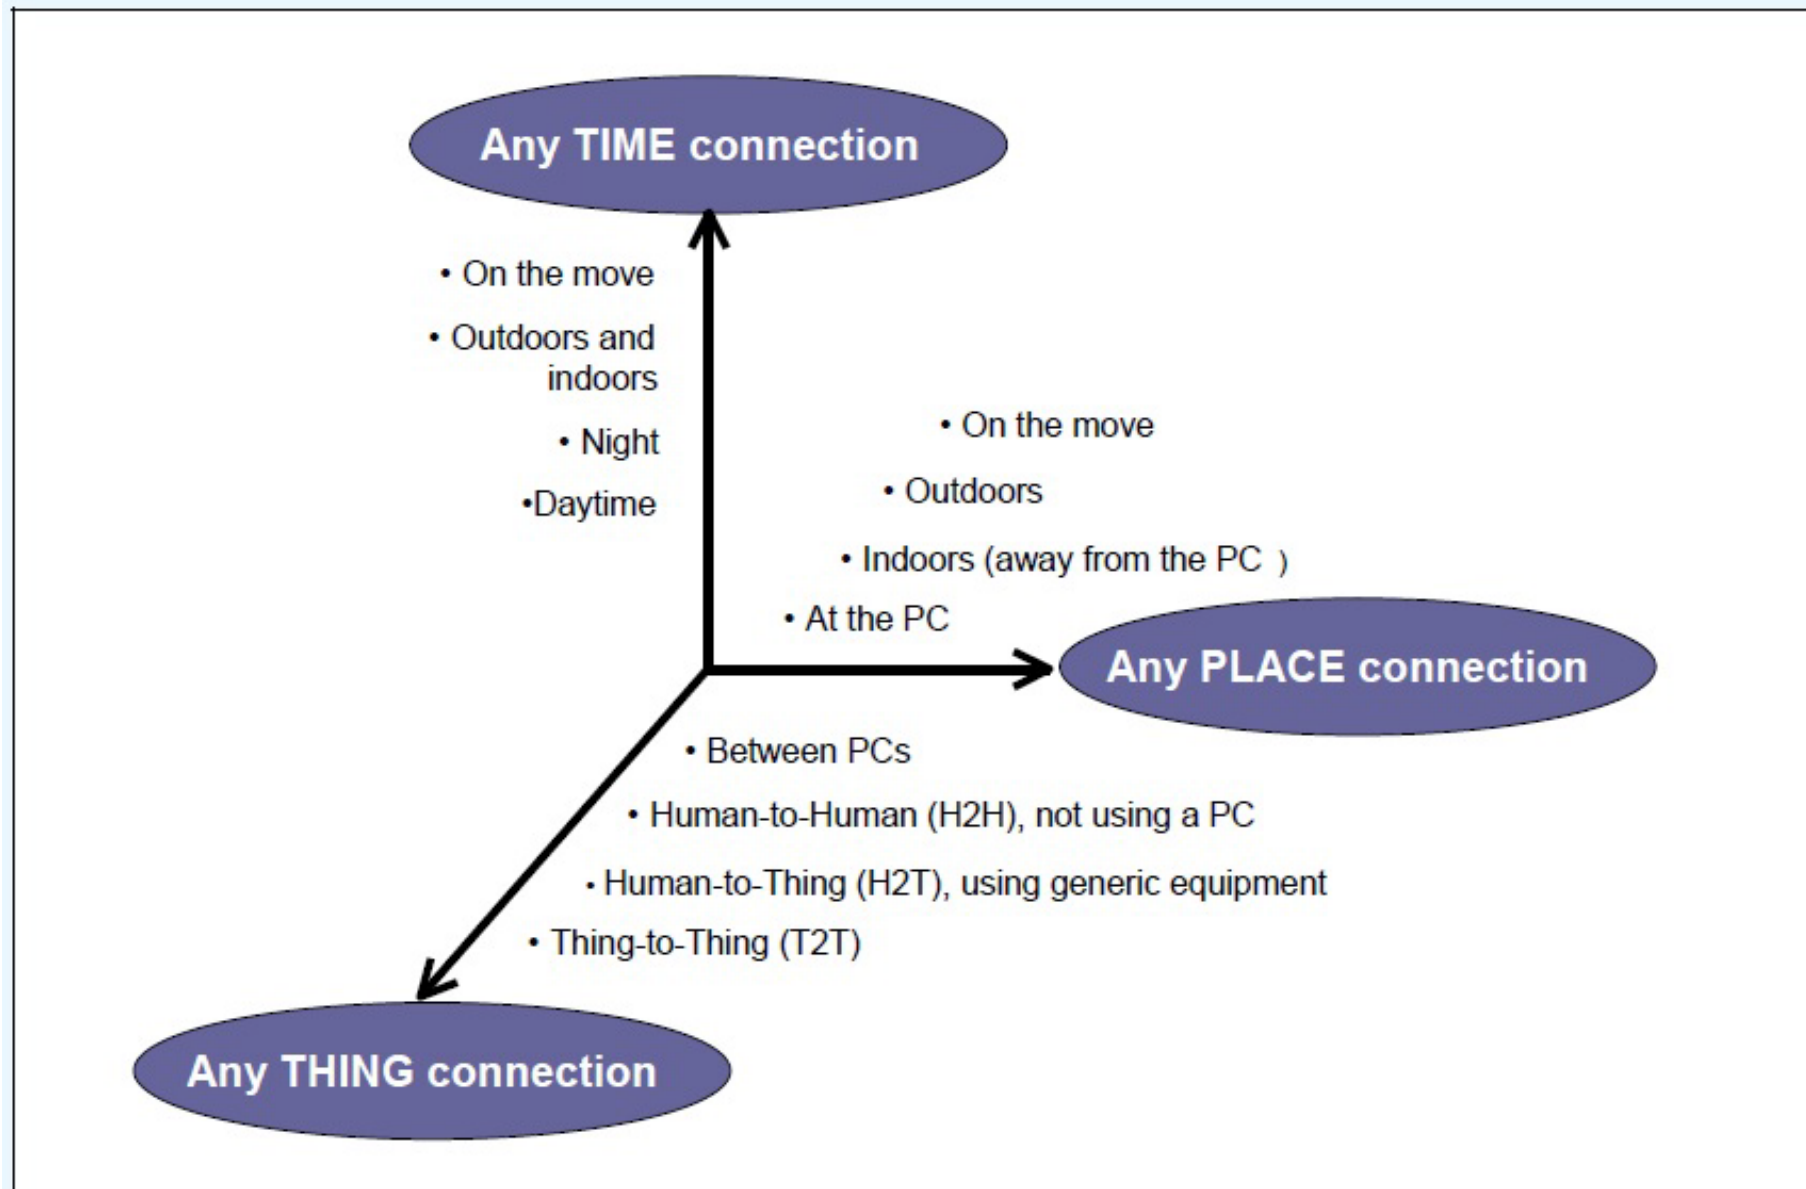 Any TIME connection
• On the move
• Outdoors and
indoors
• Night
•Daytime
• On the move
• Outdoors
• Indoors (away from the PC )
• At the PC
Any PLACE connection
• Between PCs
• Human-to-Human (H2H), not using a PC
• Human-to-Thing (H2T), using generic equipment
• Thing-to-Thing (T2T)
Any THING connection